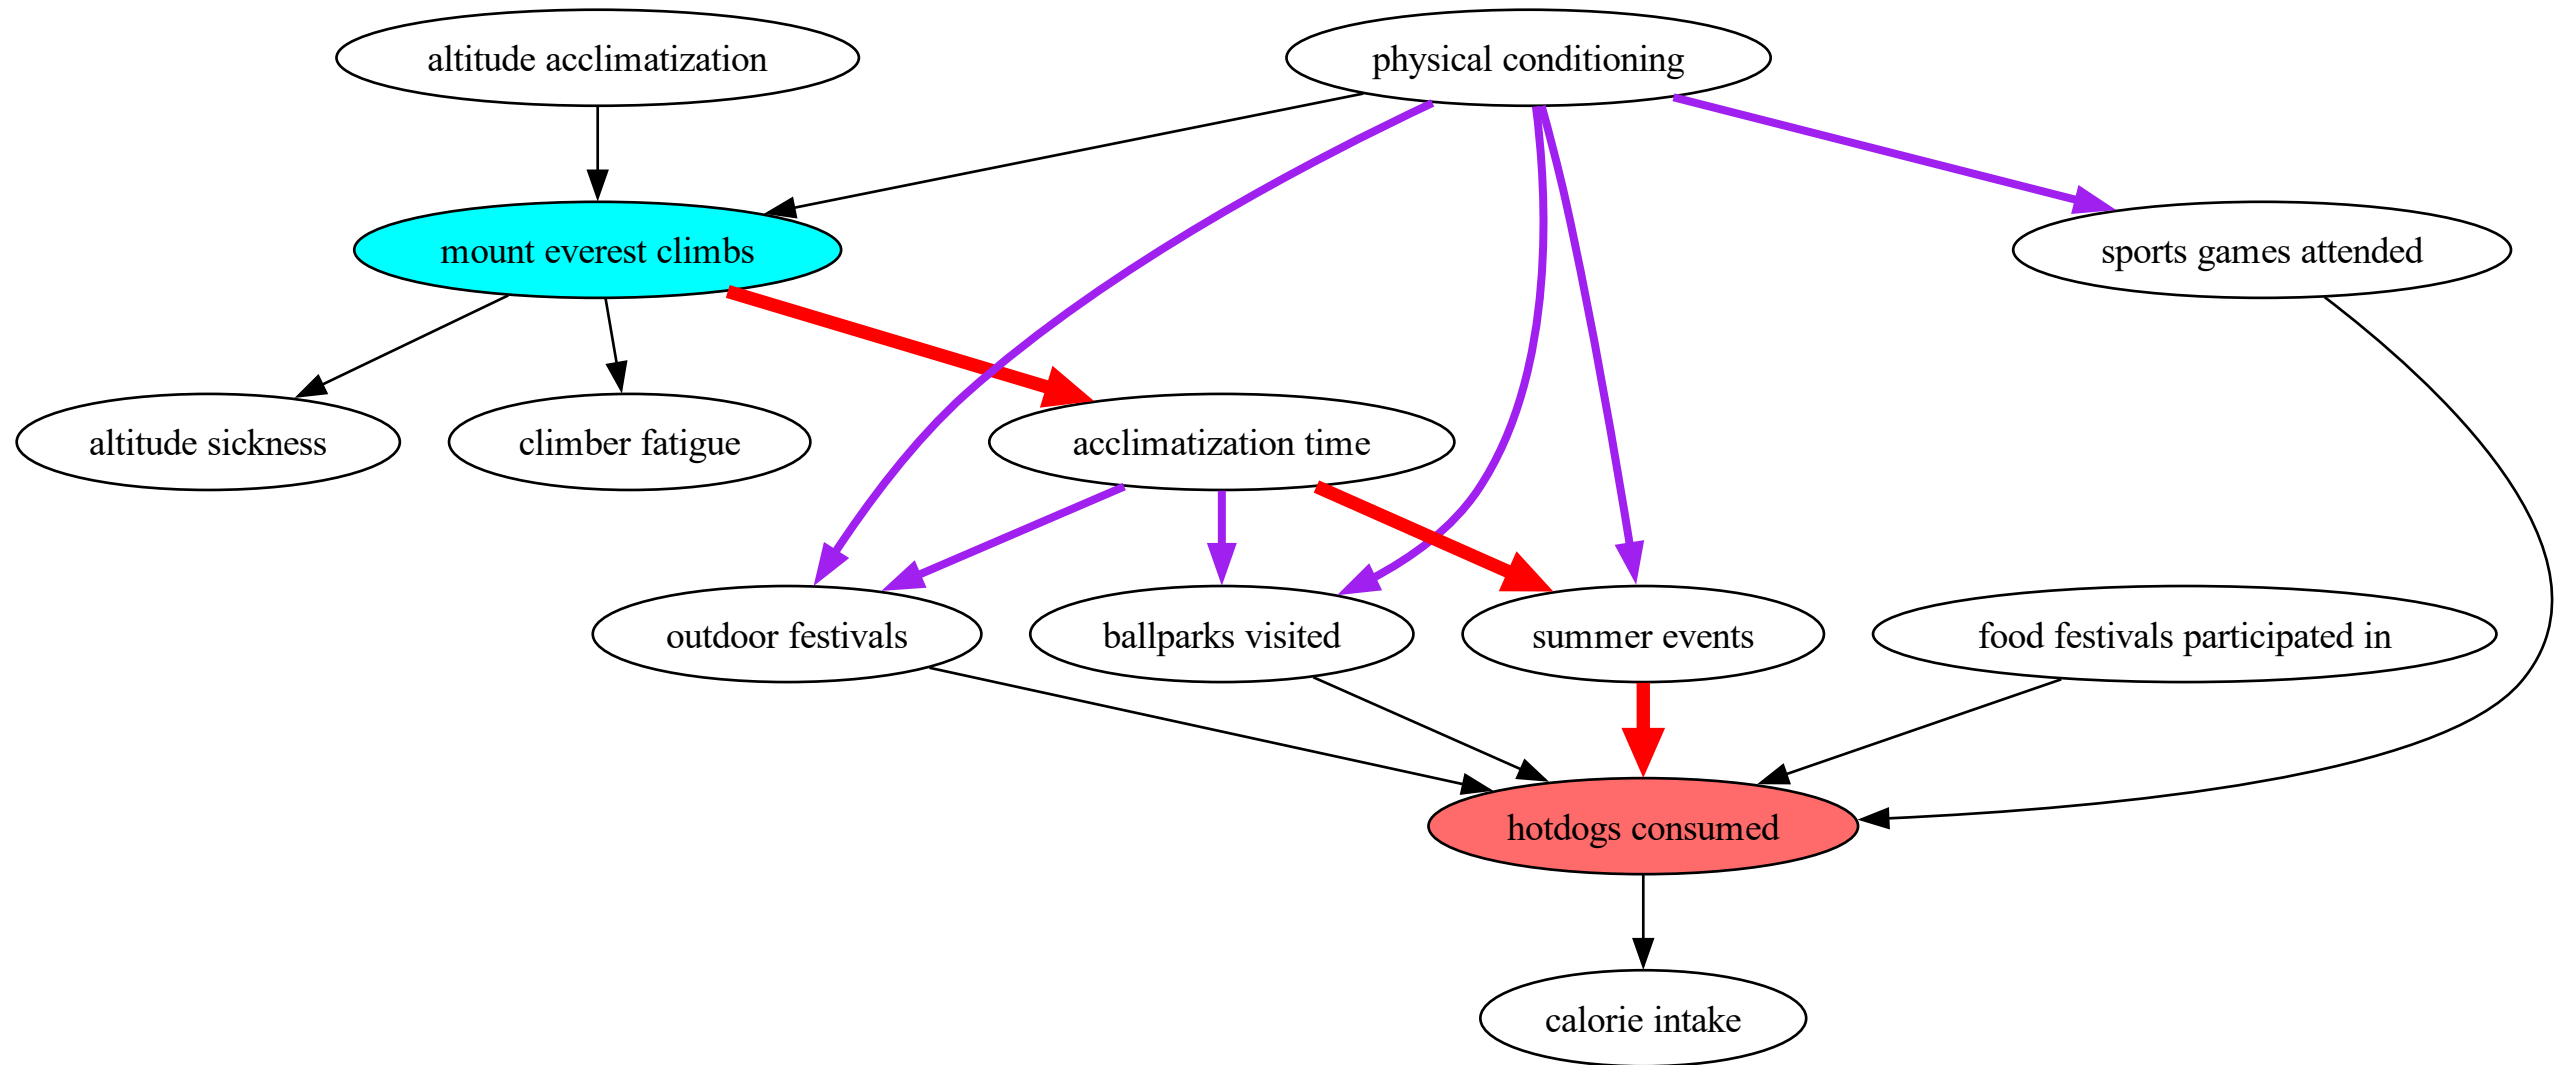 altitude acclimatization
physical conditioning
mount everest climbs
sports games attended
altitude sickness
climber fatigue
acclimatization time
outdoor festivals
ballparks visited
summer events
food festivals participated in
hotdogs consumed
calorie intake